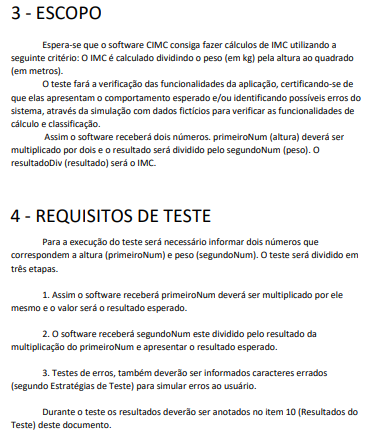 3 - ESCOPO
Espera-se que o software CIMC consiga fazer cálculos de IMC utilizando a
seguinte critério: O IMC é calculado dividindo o peso (em kg) pela altura ao quadrado
(em metros).
O teste fará a verificação das funcionalidades da aplicação, certificando-se de
que elas apresentam o comportamento esperado e/ou identificando possíveis erros do
sistema, através da simulação com dados fictícios para verificar as funcionalidades de
cálculo e classificação.
Assim o software receberá dois números. primeiroNum (altura) deverá ser
multiplicado por dois e o resultado será dividido pelo segundoNum (peso). O
resultadoDiv (resultado) será o IMC.
4 - REQUISITOS DE TESTE
Para a execução do teste será necessário informar dois números que
correspondem a altura (primeiroNum) e peso (segundoNum). O teste será dividido em
três etapas.
1. Assim o software receberá primeiroNum deverá ser multiplicado por ele
mesmo e o valor será o resultado esperado.
2. O software receberá segundoNum este dividido pelo resultado da
multiplicação do primeiroNum e apresentar o resultado esperado.
3. Testes de erros, também deverão ser informados caracteres errados
(segundo Estratégias de Teste) para simular erros ao usuário.
Durante o teste os resultados deverão ser anotados no item 10 (Resultados do
Teste) deste documento.